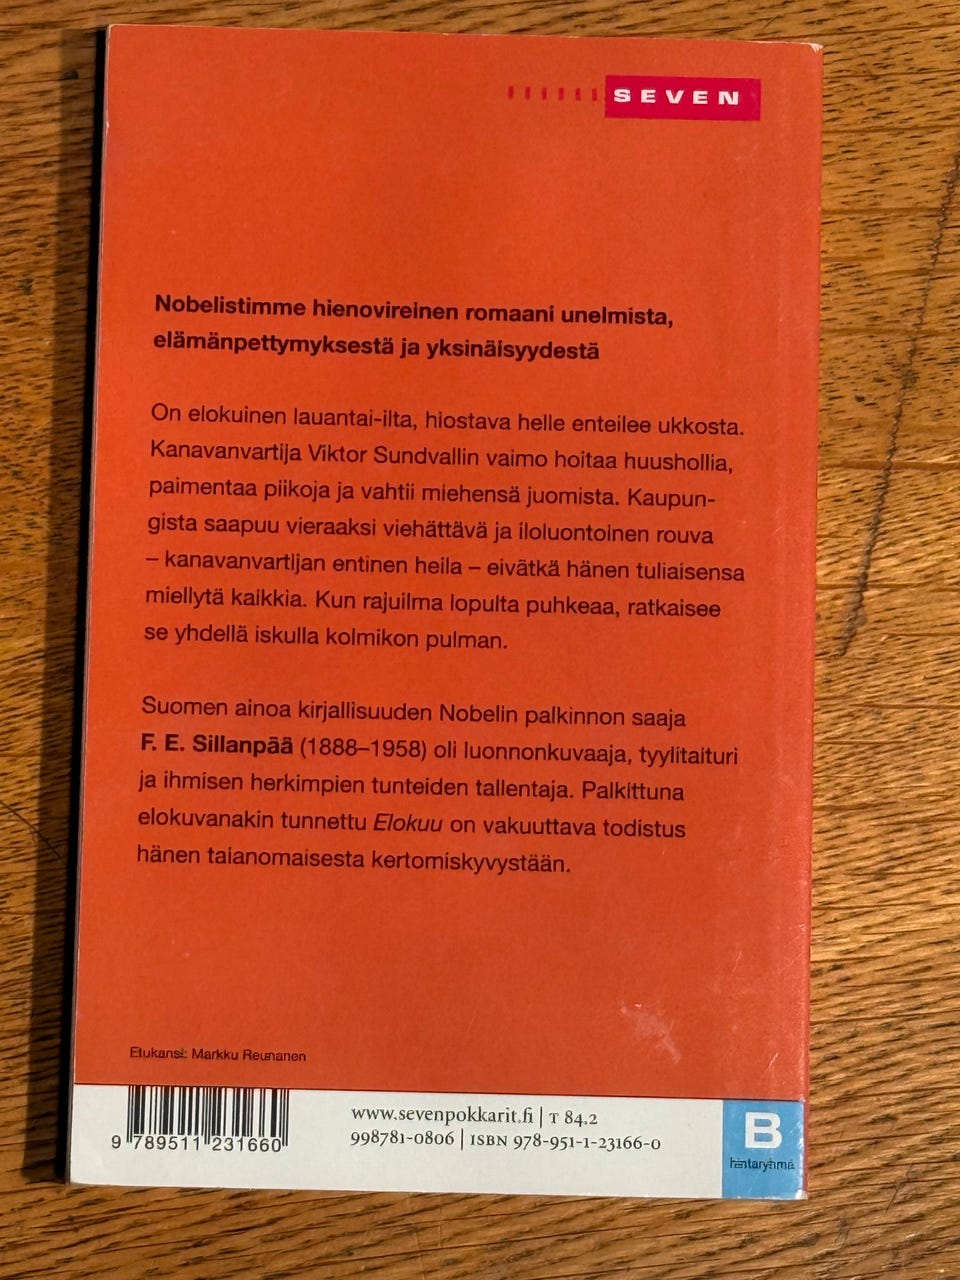 SEVEN
Nobelistimme hienovireinen romaani unelmista,
elämänpettymyksestä ja yksinäisyydestä
On elokuinen lauantai-ilta, hiostava helle enteilee ukkosta.
Kanavanvartija Viktor Sundvallin vaimo hoitaa huushollia,
paimentaa piikoja ja vahtii miehensä juomista. Kaupun-
gista saapuu vieraaksi viehättävä ja iloluontoinen rouva
– kanavanvartijan entinen heila – eivätkä hänen tuliaisensa
miellytä kaikkia. Kun rajuilma lopulta puhkeaa, ratkaisee
se yhdellä iskulla kolmikon pulman.
Suomen ainoa kirjallisuuden Nobelin palkinnon saaja
F. E. Sillanpää (1888–1958) oli luonnonkuvaaja, tyylitaituri
ja ihmisen herkimpien tunteiden tallentaja. Palkittuna
elokuvanakin tunnettu Elokuu on vakuuttava todistus
hänen taianomaisesta kertomiskyvystään.
Etukansi: Markku Reunanen
www.sevenpokkarit.fi | T 84.2
998781-0806 | ISBN 978-951-1-23166-0
9 789511 231660
B
hintaryhmä